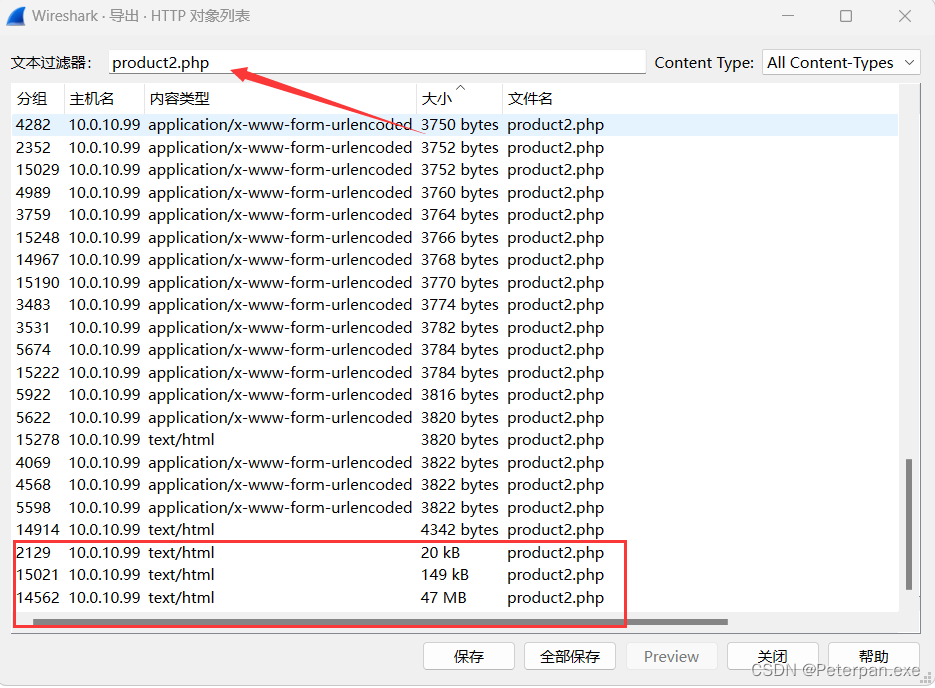 Wireshark · 导出 · HTTP 对象列表
文本过滤器： product2.php Content Type: All Content-Types
分组 主机名 内容类型 大小 文件名
4282 10.0.10.99 application/x-www-form-urlencoded 3750 bytes product2.php
2352 10.0.10.99 application/x-www-form-urlencoded 3752 bytes product2.php
15029 10.0.10.99 application/x-www-form-urlencoded 3752 bytes product2.php
4989 10.0.10.99 application/x-www-form-urlencoded 3760 bytes product2.php
3759 10.0.10.99 application/x-www-form-urlencoded 3764 bytes product2.php
15248 10.0.10.99 application/x-www-form-urlencoded 3766 bytes product2.php
14967 10.0.10.99 application/x-www-form-urlencoded 3768 bytes product2.php
15190 10.0.10.99 application/x-www-form-urlencoded 3770 bytes product2.php
3483 10.0.10.99 application/x-www-form-urlencoded 3774 bytes product2.php
3531 10.0.10.99 application/x-www-form-urlencoded 3782 bytes product2.php
5674 10.0.10.99 application/x-www-form-urlencoded 3784 bytes product2.php
15222 10.0.10.99 application/x-www-form-urlencoded 3784 bytes product2.php
5922 10.0.10.99 application/x-www-form-urlencoded 3816 bytes product2.php
5622 10.0.10.99 application/x-www-form-urlencoded 3820 bytes product2.php
15278 10.0.10.99 text/html 3820 bytes product2.php
4069 10.0.10.99 application/x-www-form-urlencoded 3822 bytes product2.php
4568 10.0.10.99 application/x-www-form-urlencoded 3822 bytes product2.php
5598 10.0.10.99 application/x-www-form-urlencoded 3822 bytes product2.php
14914 10.0.10.99 text/html 4342 bytes product2.php
2129 10.0.10.99 text/html 20 kB product2.php
15021 10.0.10.99 text/html 149 kB product2.php
14562 10.0.10.99 text/html 47 MB product2.php
保存 全部保存 Preview 关闭 帮助
CSDN @Peterpan.exe